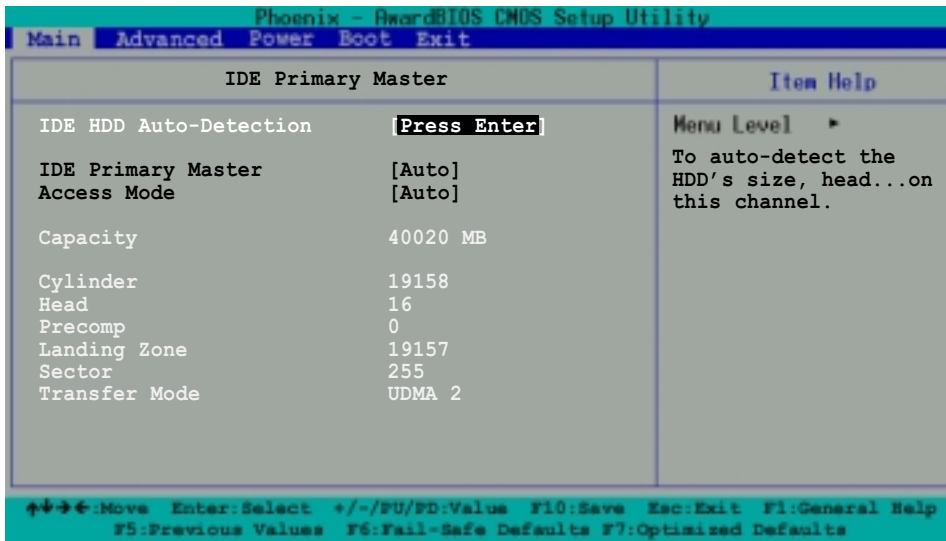 Phoenix - AwardBIOS CMOS Setup Utility
Main Advanced Power Boot Exit
IDE Primary Master
Item Help
IDE HDD Auto-Detection [Press Enter]
Menu Level ▸
IDE Primary Master [Auto]
Access Mode [Auto]
To auto-detect the
HDD's size, head...on
this channel.
Capacity 40020 MB
Cylinder 19158
Head 16
Precomp 0
Landing Zone 19157
Sector 255
Transfer Mode UDMA 2
↑↓→←:Move Enter:Select +/-/PU/PD:Value F10:Save Esc:Exit F1:General Help
F5:Previous Values F6:Fail-Safe Defaults F7:Optimized Defaults